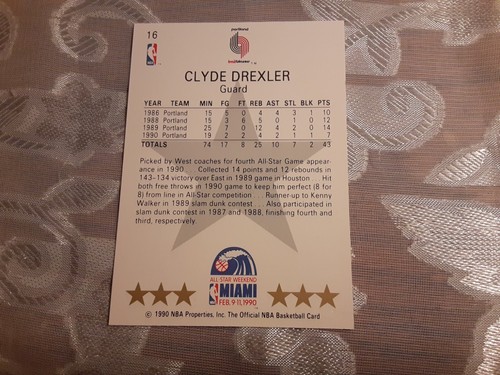 16
portland
trail blazers
™
CLYDE DREXLER
Guard
YEAR TEAM MIN FG FT REB AST STL BLK PTS
1986 Portland 15 5 0 4 4 3 1 10
1988 Portland 15 3 6 5 0 1 0 12
1989 Portland 25 7 0 12 4 2 0 14
1990 Portland 19 2 2 4 2 1 1 7
TOTALS 74 17 8 25 10 7 2 43
Picked by West coaches for fourth All-Star Game appear-
ance in 1990 . . . Collected 14 points and 12 rebounds in
143–134 victory over East in 1989 game in Houston . . . Hit
both free throws in 1990 game to keep him perfect (8 for
8) from line in All-Star competition . . . Runner-up to Kenny
Walker in 1989 slam dunk contest . . . Also participated in
slam dunk contest in 1987 and 1988, finishing fourth and
third, respectively.
ALL-STAR WEEKEND
MIAMI
FEB. 9-11, 1990
© 1990 NBA Properties, Inc. The Official NBA Basketball Card